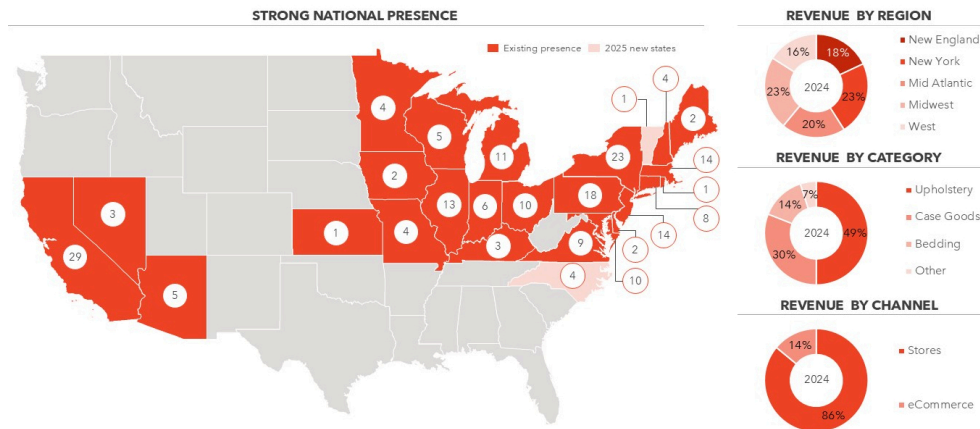 STRONG NATIONAL PRESENCE
Existing presence
2025 new states
4
5
11
2
13
6
10
3
4
1
3
29
5
23
18
9
4
1
4
2
14
1
8
14
2
10
REVENUE BY REGION
16%
18%
23%
2024
23%
20%
New England
New York
Mid Atlantic
Midwest
West
REVENUE BY CATEGORY
7%
14%
2024
49%
30%
Upholstery
Case Goods
Bedding
Other
REVENUE BY CHANNEL
14%
2024
86%
Stores
eCommerce